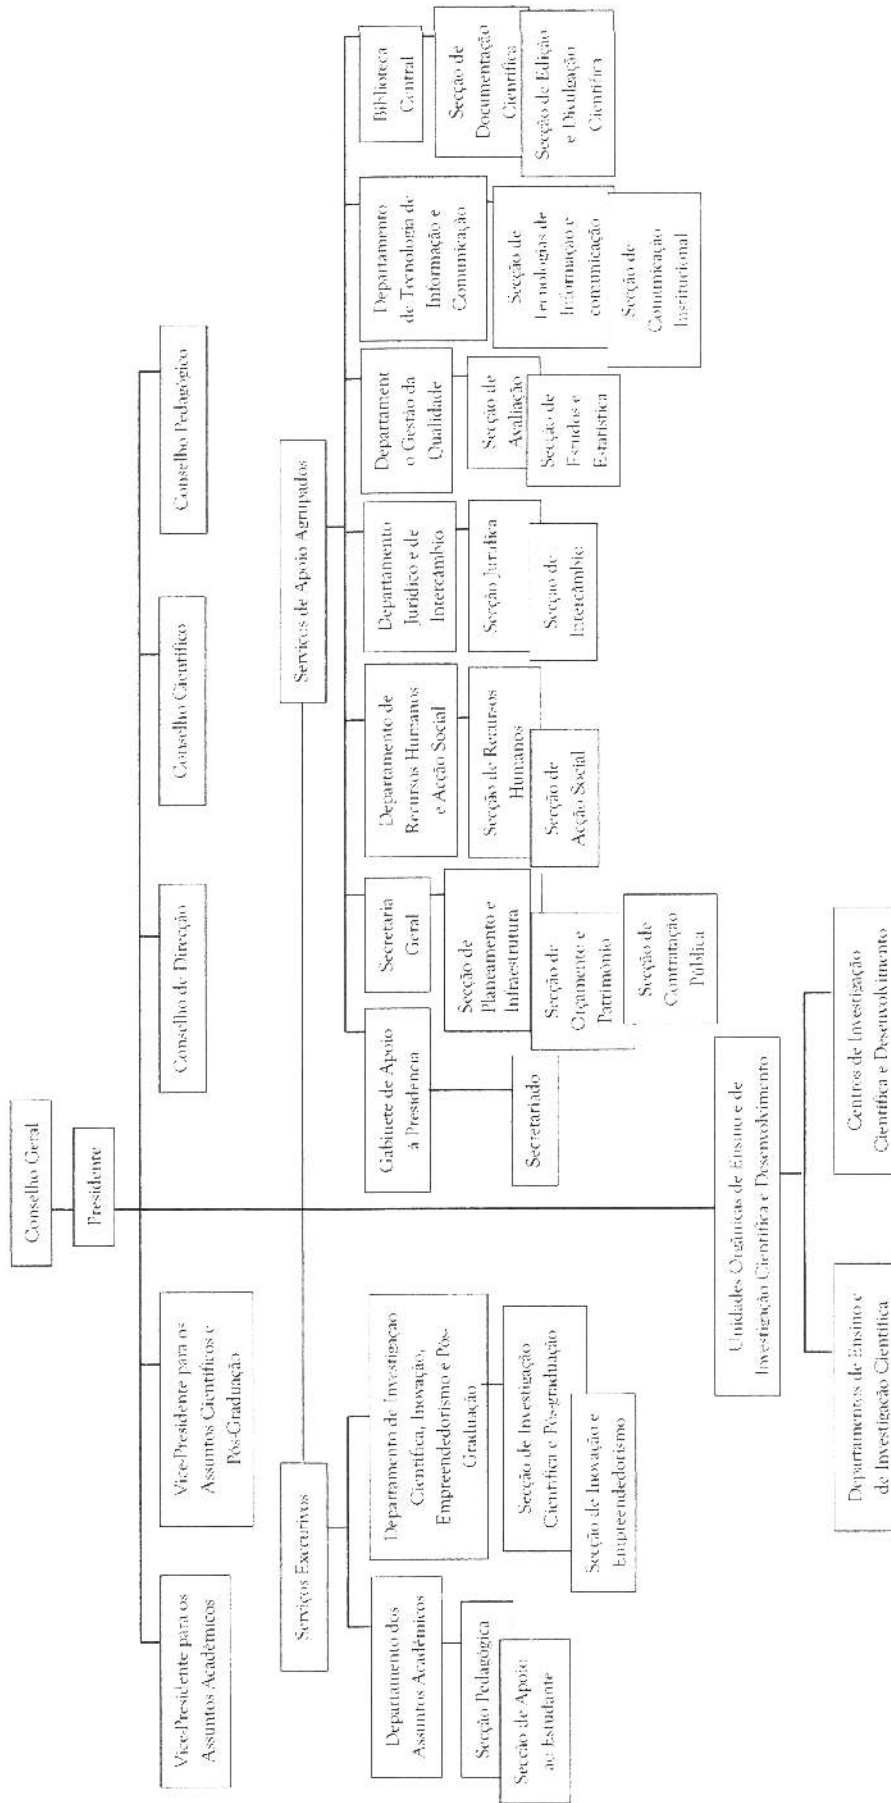 Conselho Geral
Presidente
Vice-Presidente para os
Assuntos Académicos
Vice-Presidente para os
Assuntos Científicos e
Pós-Graduação
Conselho de Direcção
Conselho Científico
Conselho Pedagógico
Serviços Executivos
Serviços de Apoio Agrupados
Departamento dos
Assuntos Académicos
Secção Pedagógica
Secção de Apoio
ao Estudante
Departamento de Investigação
Científica, Inovação,
Empreendedorismo e Pós-
Graduação
Secção de Investigação
Científica e Pós-graduação
Secção de Inovação e
Empreendedorismo
Gabinete de Apoio
à Presidência
Secretariado
Secretaria
Geral
Secção de
Planeamento e
Infraestrutura
Secção de
Orçamento e
Património
Secção de
Contratação
Pública
Departamento de
Recursos Humanos
e Acção Social
Secção de Recursos
Humanos
Secção de
Acção Social
Departamento
Jurídico e de
Intercâmbio
Secção Jurídica
Secção de
Intercâmbio
Departament
o Gestão da
Qualidade
Secção de
Avaliação
Secção de
Estudos e
Estatística
Departamento
de Tecnologia de
Informação e
Comunicação
Secção de
Tecnologias de
Informação e
comunicação
Secção de
Comunicação
Institucional
Biblioteca
Central
Secção de
Documentação
Científica
Secção de Edição
e Divulgação
Científica
Unidades Orgânicas de Ensino e de
Investigação Científica e Desenvolvimento
Departamentos de Ensino e
de Investigação Científica
Centros de Investigação
Científica e Desenvolvimento